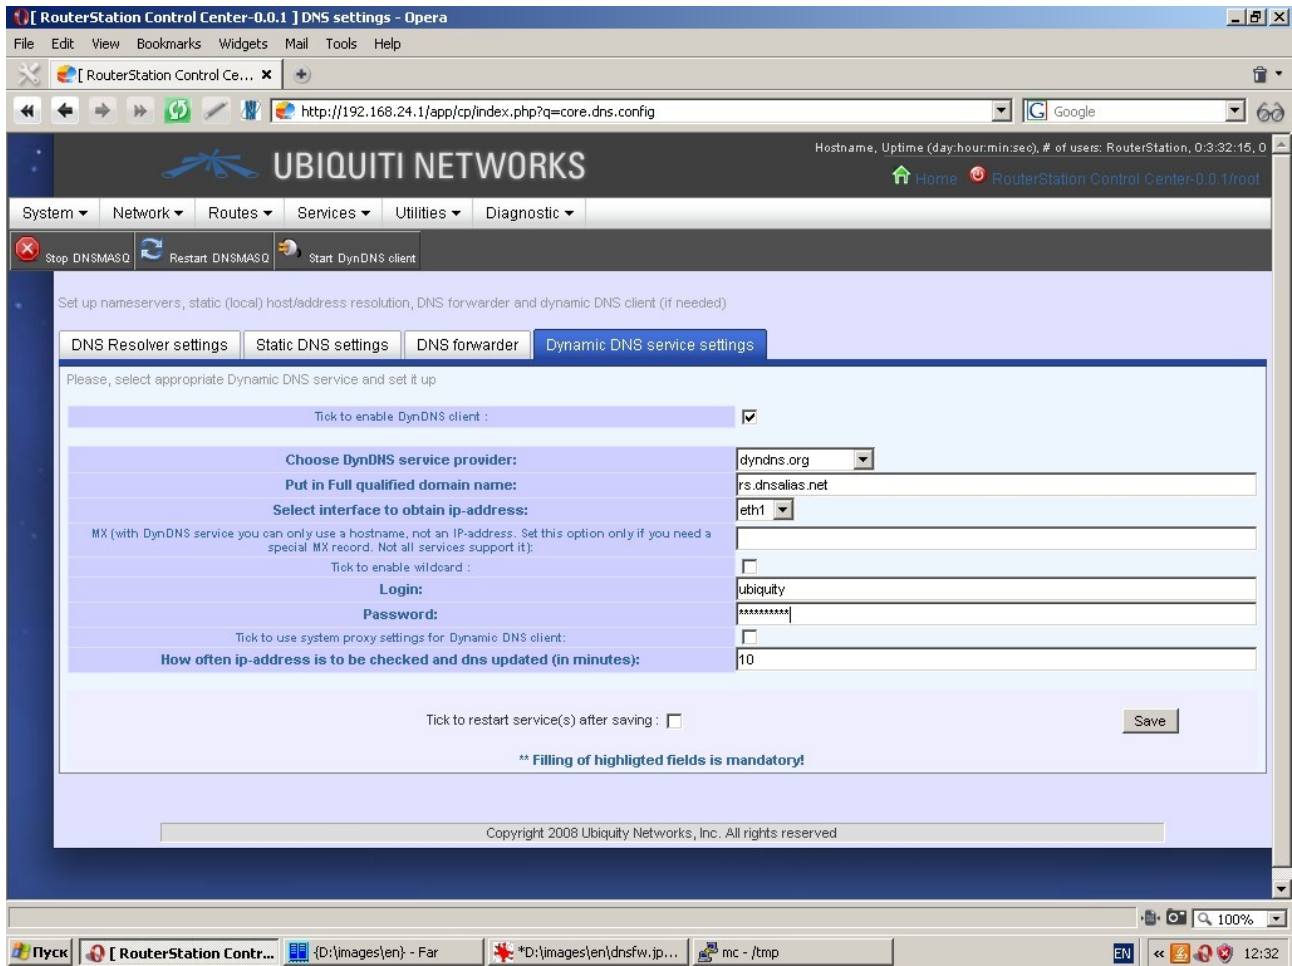 [ RouterStation Control Center-0.0.1 ] DNS settings - Opera
File Edit View Bookmarks Widgets Mail Tools Help
[ RouterStation Control Ce...
http://192.168.24.1/app/cp/index.php?q=core.dns.config Google
UBIQUITI NETWORKS
Hostname, Uptime (day:hour:min:sec), # of users: RouterStation, 0:3:32:15, 0
Home RouterStation Control Center-0.0.1/root
System Network Routes Services Utilities Diagnostic
Stop DNSMASQ Restart DNSMASQ Start DynDNS client
Set up nameservers, static (local) host/address resolution, DNS forwarder and dynamic DNS client (if needed)
DNS Resolver settings Static DNS settings DNS forwarder Dynamic DNS service settings
Please, select appropriate Dynamic DNS service and set it up
Tick to enable DynDNS client :
Choose DynDNS service provider: dyndns.org
Put in Full qualified domain name: rs.dnsalias.net
Select interface to obtain ip-address: eth1
MX (with DynDNS service you can only use a hostname, not an IP-address. Set this option only if you need a
special MX record. Not all services support it):
Tick to enable wildcard :
Login: ubiquity
Password: **********
Tick to use system proxy settings for Dynamic DNS client:
How often ip-address is to be checked and dns updated (in minutes): 10
Tick to restart service(s) after saving : Save
** Filling of highligted fields is mandatory!
Copyright 2008 Ubiquity Networks, Inc. All rights reserved
100%
Пуск [ RouterStation Contr... {D:\images\en} - Far *D:\images\en\dnsfw.jp... mc - /tmp EN « 12:32